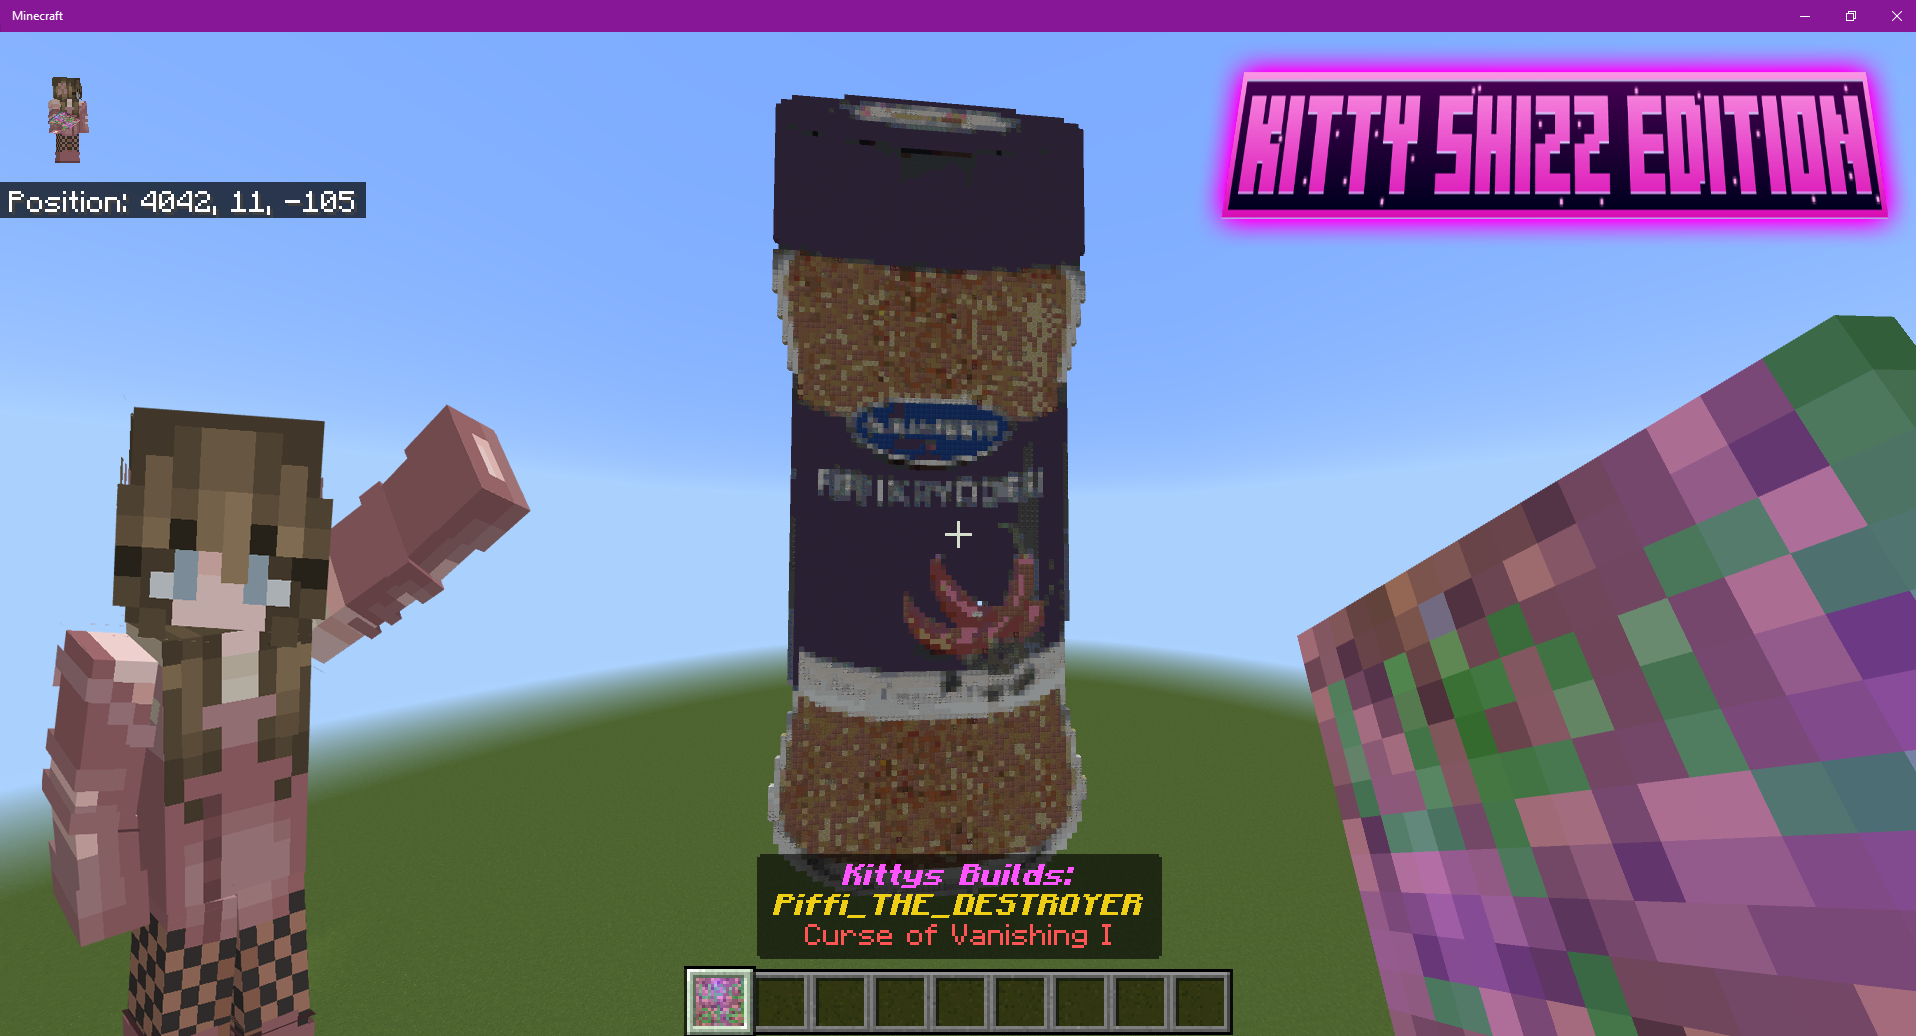 Minecraft
KITTY SHIZZ EDITION
Position: 4042, 11, -105
Kittys Builds:
Piffi_THE_DESTROYER
Curse of Vanishing I